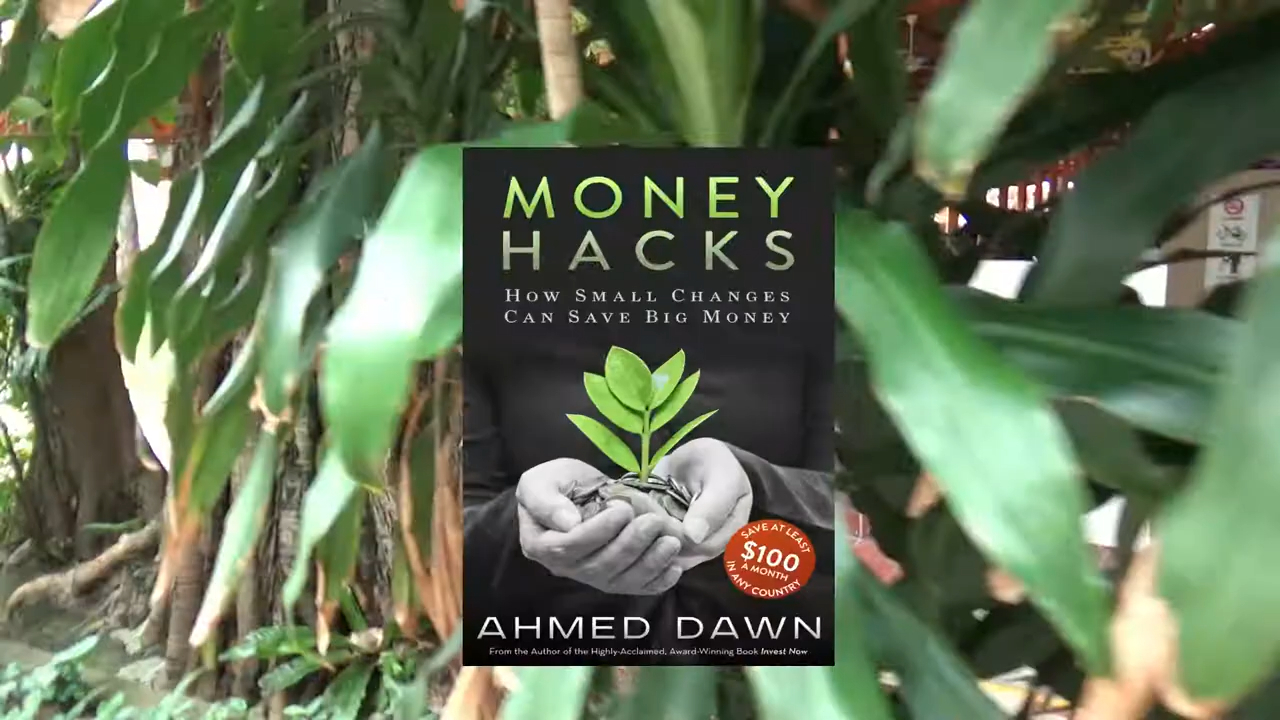 MONEY
HACKS
HOW SMALL CHANGES
CAN SAVE BIG MONEY
SAVE AT LEAST
$100
A MONTH
IN ANY COUNTRY
AHMED DAWN
From the Author of the Highly-Acclaimed, Award-Winning Book Invest Now